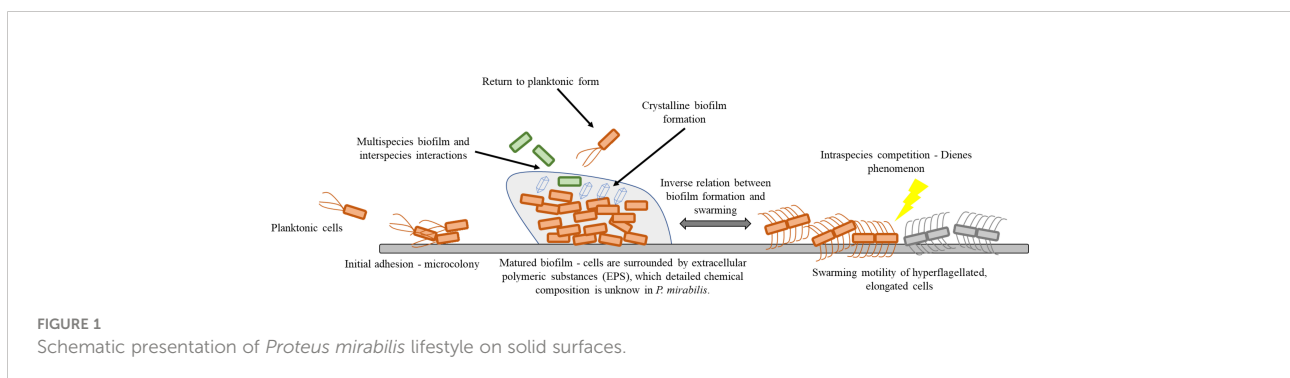 Return to planktonic form
Crystalline biofilm
formation
Multispecies biofilm and
interspecies interactions
Intraspecies competition - Dienes
phenomenon
Inverse relation between
biofilm formation and
swarming
Planktonic cells
Initial adhesion - microcolony
Matured biofilm - cells are surrounded by extracellular
polymeric substances (EPS), which detailed chemical
composition is unknow in P. mirabilis.
Swarming motility of hyperflagellated,
elongated cells
FIGURE 1
Schematic presentation of Proteus mirabilis lifestyle on solid surfaces.